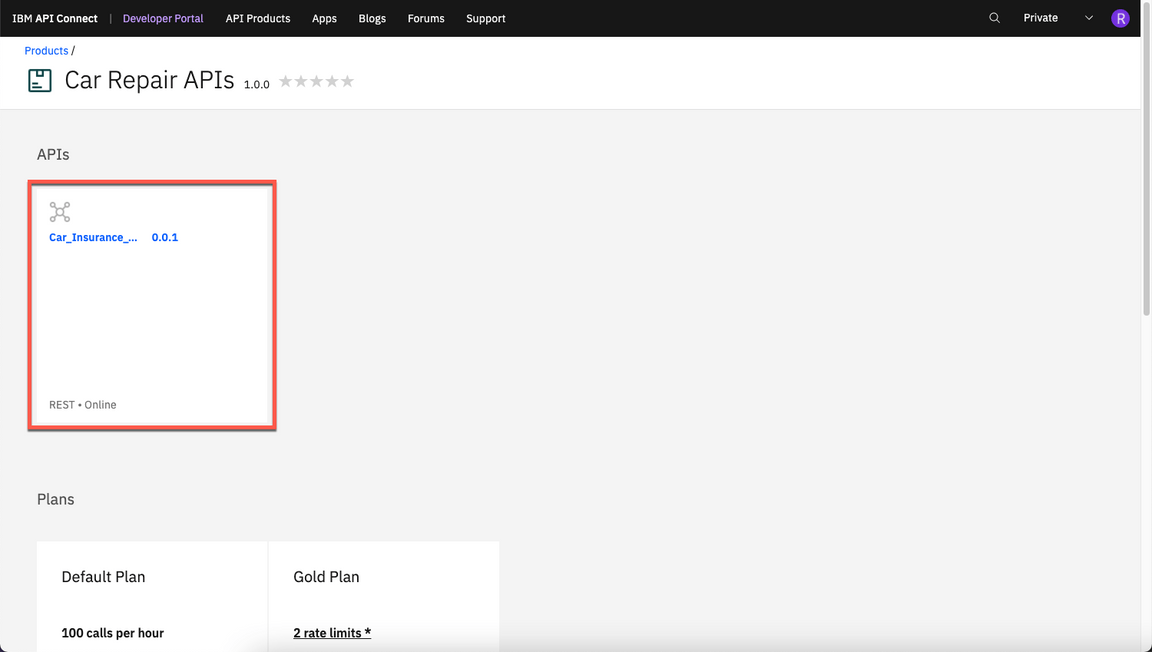 IBM API Connect | Developer Portal API Products Apps Blogs Forums Support Private R
Products /
Car Repair APIs 1.0.0
APIs
Car_Insurance_... 0.0.1
REST • Online
Plans
Default Plan Gold Plan
100 calls per hour 2 rate limits *